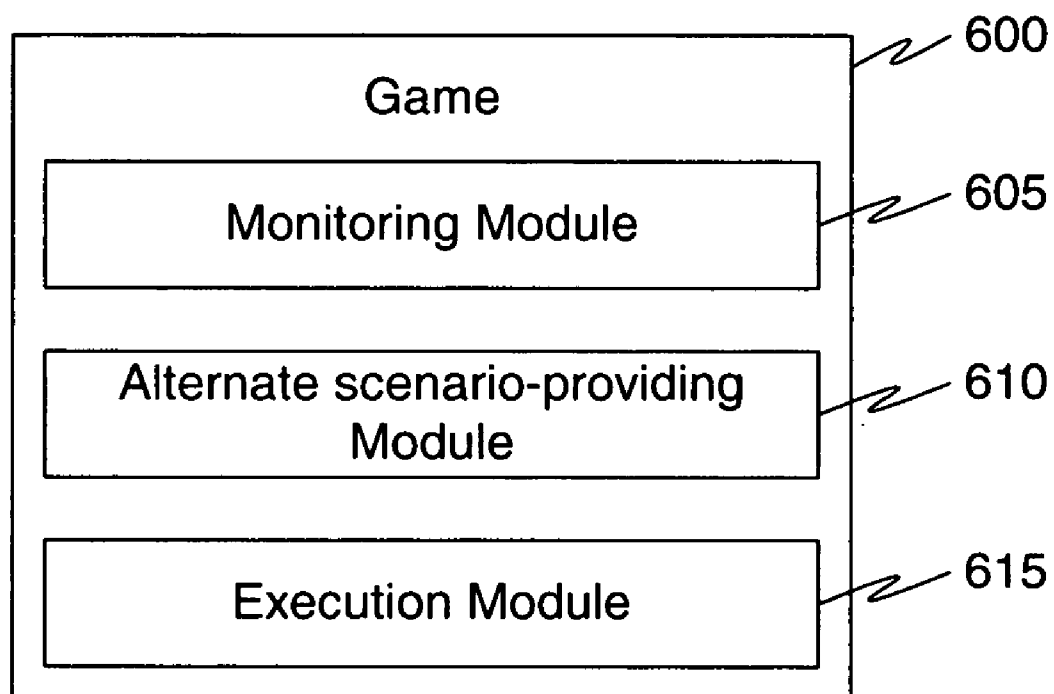 600
Game
Monitoring Module
605
Alternate scenario-providing
Module
610
Execution Module
615